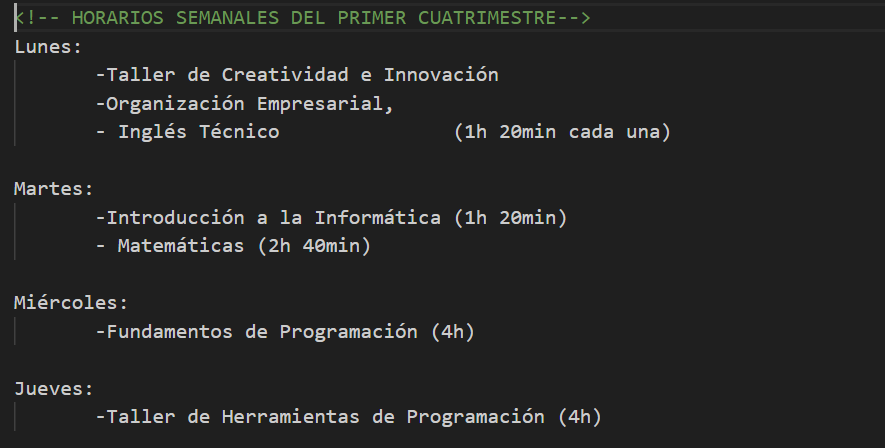 <!-- HORARIOS SEMANALES DEL PRIMER CUATRIMESTRE-->
Lunes:
-Taller de Creatividad e Innovación
-Organización Empresarial,
- Inglés Técnico (1h 20min cada una)
Martes:
-Introducción a la Informática (1h 20min)
- Matemáticas (2h 40min)
Miércoles:
-Fundamentos de Programación (4h)
Jueves:
-Taller de Herramientas de Programación (4h)